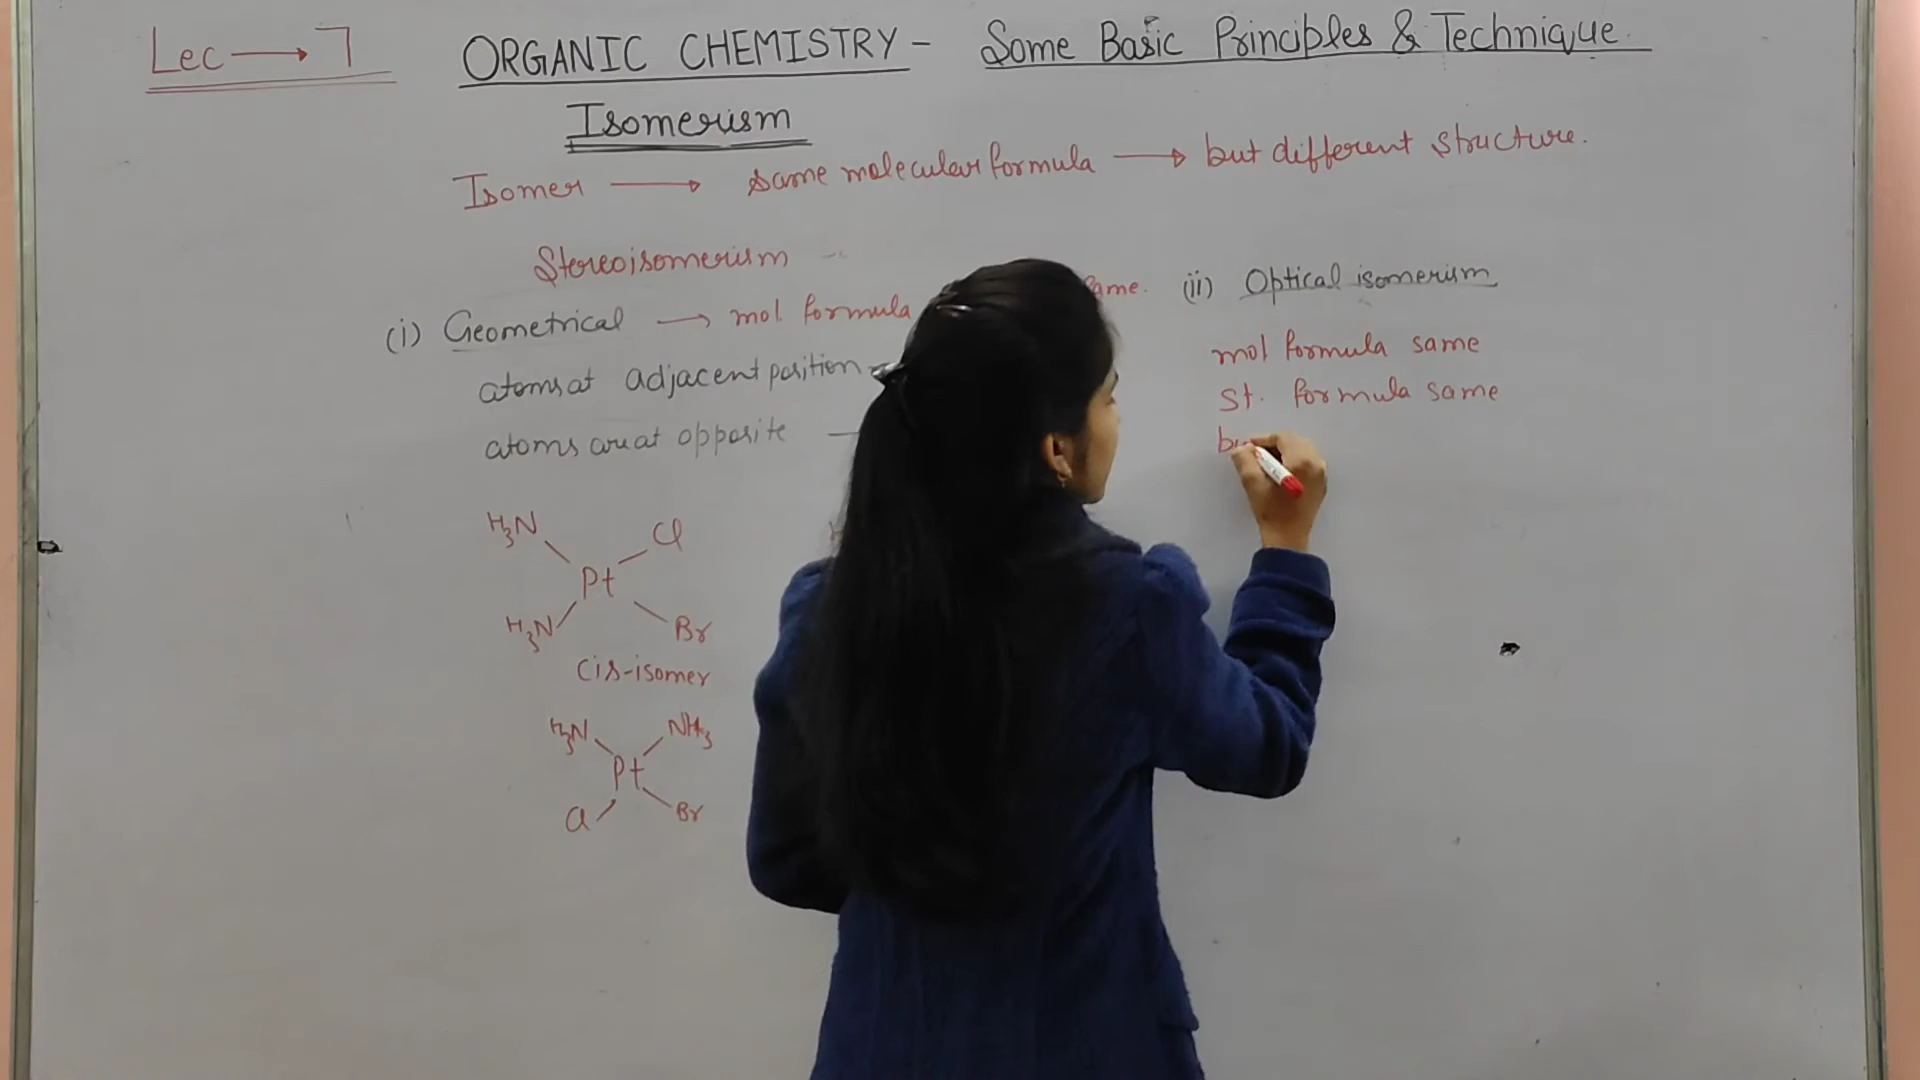 Lec → 7
ORGANIC CHEMISTRY - Some Basic Principles & Technique.
Isomerism
Isomer → same molecular formula → but different structure.
Stereoisomerism
(i) Geometrical → mol. formula same.
atoms at adjacent position
atoms are at opposite →
H3N Cl
Pt
H3N Br
Cis-isomer
H3N NH3
Pt
Cl Br
(ii) Optical isomerism
mol formula same
st. formula same
bu